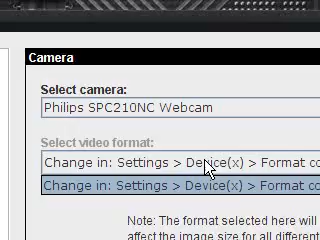 Camera
Select camera:
Philips SPC210NC Webcam
Select video format:
Change in: Settings > Device(x) > Format co
Change in: Settings > Device(x) > Format co
Note: The format selected here will
affect the image size for all different